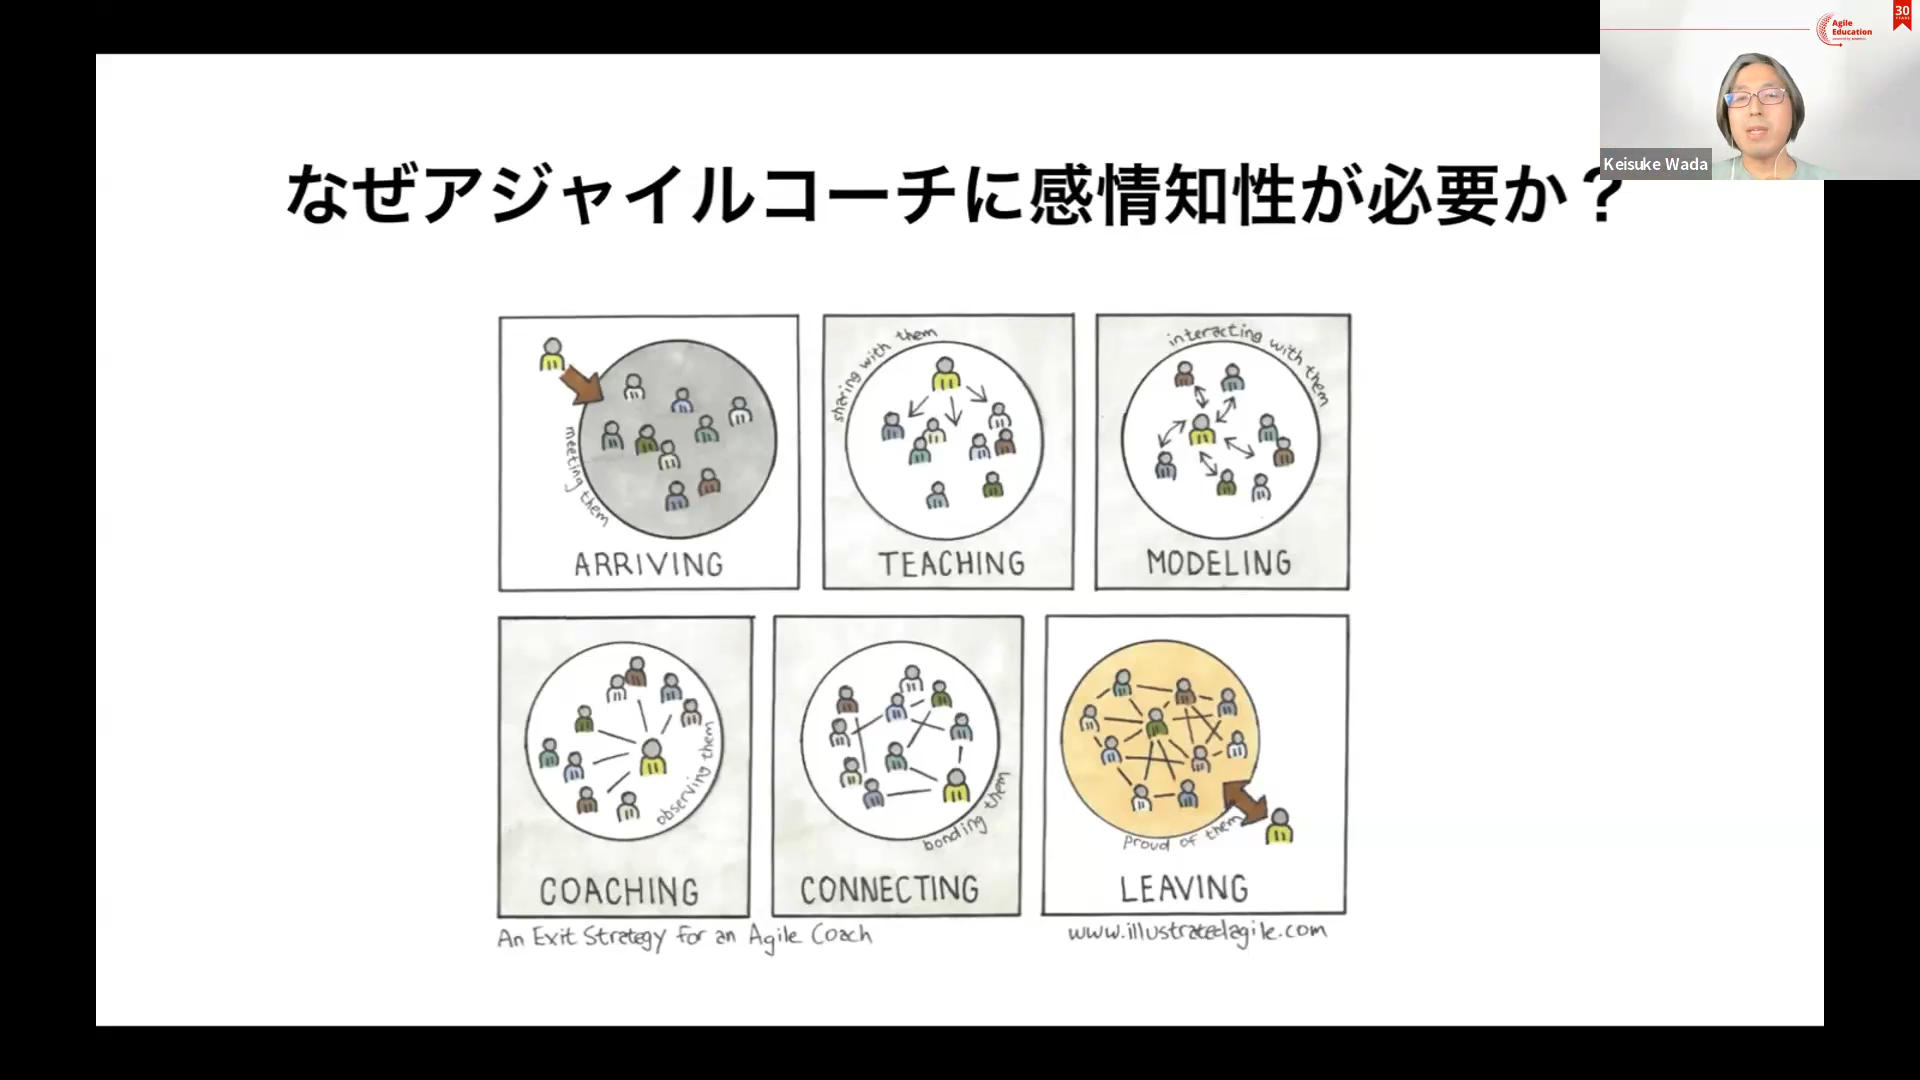 なぜアジャイルコーチに感情知性が必要か？
Agile
Education
30
YEARS
Keisuke Wada
meeting them
ARRIVING
sharing with them
TEACHING
interacting with them
MODELING
observing them
COACHING
bonding them
CONNECTING
proud of them
LEAVING
An Exit Strategy for an Agile Coach
www.illustratedagile.com